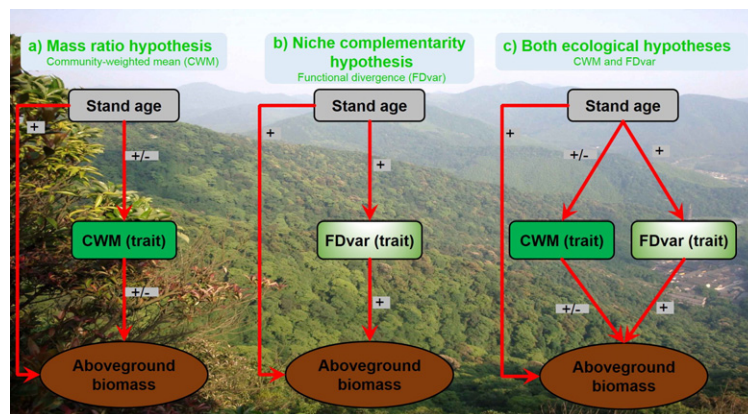 a) Mass ratio hypothesis
Community-weighted mean (CWM)
Stand age
+
+/-
CWM (trait)
+/-
Aboveground
biomass
b) Niche complementarity
hypothesis
Functional divergence (FDvar)
Stand age
+
+
FDvar (trait)
+
Aboveground
biomass
c) Both ecological hypotheses
CWM and FDvar
Stand age
+
+/-
+
CWM (trait)
FDvar (trait)
+/-
+
Aboveground
biomass